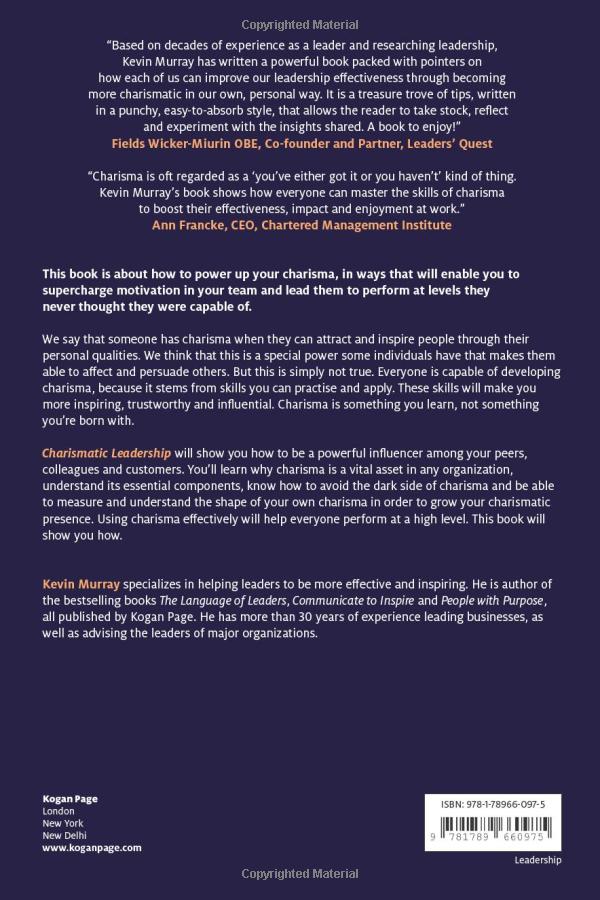 Copyrighted Material
“Based on decades of experience as a leader and researching leadership,
Kevin Murray has written a powerful book packed with pointers on
how each of us can improve our leadership effectiveness through becoming
more charismatic in our own, personal way. It is a treasure trove of tips, written
in a punchy, easy-to-absorb style, that allows the reader to take stock, reflect
and experiment with the insights shared. A book to enjoy!”
Fields Wicker-Miurin OBE, Co-founder and Partner, Leaders’ Quest
“Charisma is oft regarded as a ‘you’ve either got it or you haven’t’ kind of thing.
Kevin Murray’s book shows how everyone can master the skills of charisma
to boost their effectiveness, impact and enjoyment at work.”
Ann Francke, CEO, Chartered Management Institute
This book is about how to power up your charisma, in ways that will enable you to
supercharge motivation in your team and lead them to perform at levels they
never thought they were capable of.
We say that someone has charisma when they can attract and inspire people through their
personal qualities. We think that this is a special power some individuals have that makes them
able to affect and persuade others. But this is simply not true. Everyone is capable of developing
charisma, because it stems from skills you can practise and apply. These skills will make you
more inspiring, trustworthy and influential. Charisma is something you learn, not something
you’re born with.
Charismatic Leadership will show you how to be a powerful influencer among your peers,
colleagues and customers. You’ll learn why charisma is a vital asset in any organization,
understand its essential components, know how to avoid the dark side of charisma and be able
to measure and understand the shape of your own charisma in order to grow your charismatic
presence. Using charisma effectively will help everyone perform at a high level. This book will
show you how.
Kevin Murray specializes in helping leaders to be more effective and inspiring. He is author of
the bestselling books The Language of Leaders, Communicate to Inspire and People with Purpose,
all published by Kogan Page. He has more than 30 years of experience leading businesses, as
well as advising the leaders of major organizations.
Kogan Page
London
New York
New Delhi
www.koganpage.com
ISBN: 978-1-78966-097-5
9 781789 660975
Leadership
Copyrighted Material